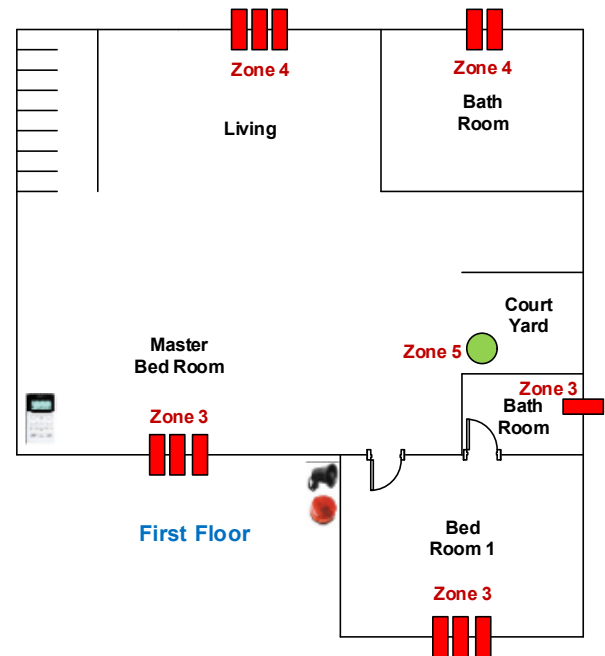 Zone 4
Zone 4
Living
Bath
Room
Court
Yard
Zone 5
Master
Bed Room
Zone 3
Bath
Room
Zone 3
First Floor
Bed
Room 1
Zone 3